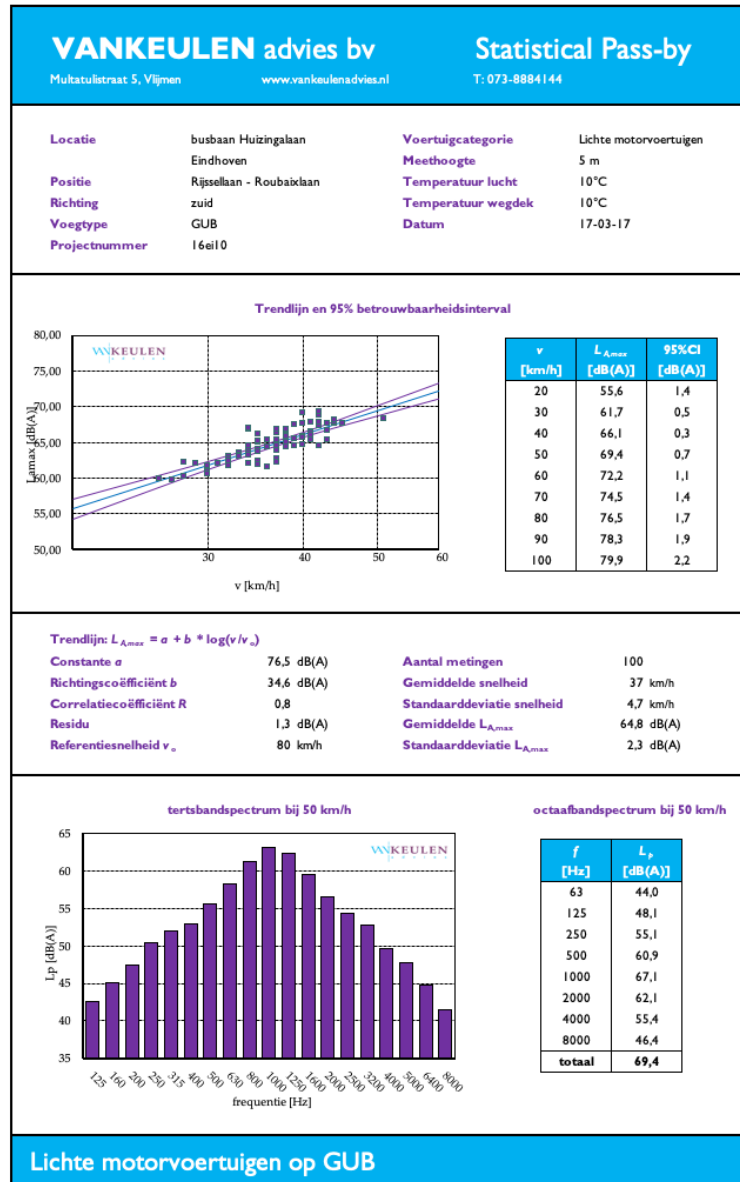 VANKEULEN advies bv Statistical Pass-by
Multatulistraat 5, Vlijmen www.vankeulenadvies.nl T: 073-8884144
Locatie busbaan Huizingalaan Voertuigcategorie Lichte motorvoertuigen
Eindhoven Meethoogte 5 m
Positie Rijssellaan - Roubaixlaan Temperatuur lucht 10°C
Richting zuid Temperatuur wegdek 10°C
Voegtype GUB Datum 17-03-17
Projectnummer 16ei10
Trendlijn en 95% betrouwbaarheidsinterval
80,00
75,00
70,00
65,00
60,00
55,00
50,00
Lamax [dB(A)]
VANKEULEN
advies
30 40 50 60
v [km/h]
v L A,max 95%CI
[km/h] [dB(A)] [dB(A)]
20 55,6 1,4
30 61,7 0,5
40 66,1 0,3
50 69,4 0,7
60 72,2 1,1
70 74,5 1,4
80 76,5 1,7
90 78,3 1,9
100 79,9 2,2
Trendlijn: L A,max = a + b * log(v/v o)
Constante a 76,5 dB(A) Aantal metingen 100
Richtingscoëfficiënt b 34,6 dB(A) Gemiddelde snelheid 37 km/h
Correlatiecoëfficiënt R 0,8 Standaarddeviatie snelheid 4,7 km/h
Residu 1,3 dB(A) Gemiddelde LA,max 64,8 dB(A)
Referentiesnelheid v o 80 km/h Standaarddeviatie LA,max 2,3 dB(A)
tertsbandspectrum bij 50 km/h octaafbandspectrum bij 50 km/h
65
60
55
50
45
40
35
Lp [dB(A)]
VANKEULEN
advies
125 160 200 250 315 400 500 630 800 1000 1250 1600 2000 2500 3200 4000 5000 6400 8000
frequentie [Hz]
f L p
[Hz] [dB(A)]
63 44,0
125 48,1
250 55,1
500 60,9
1000 67,1
2000 62,1
4000 55,4
8000 46,4
totaal 69,4
Lichte motorvoertuigen op GUB